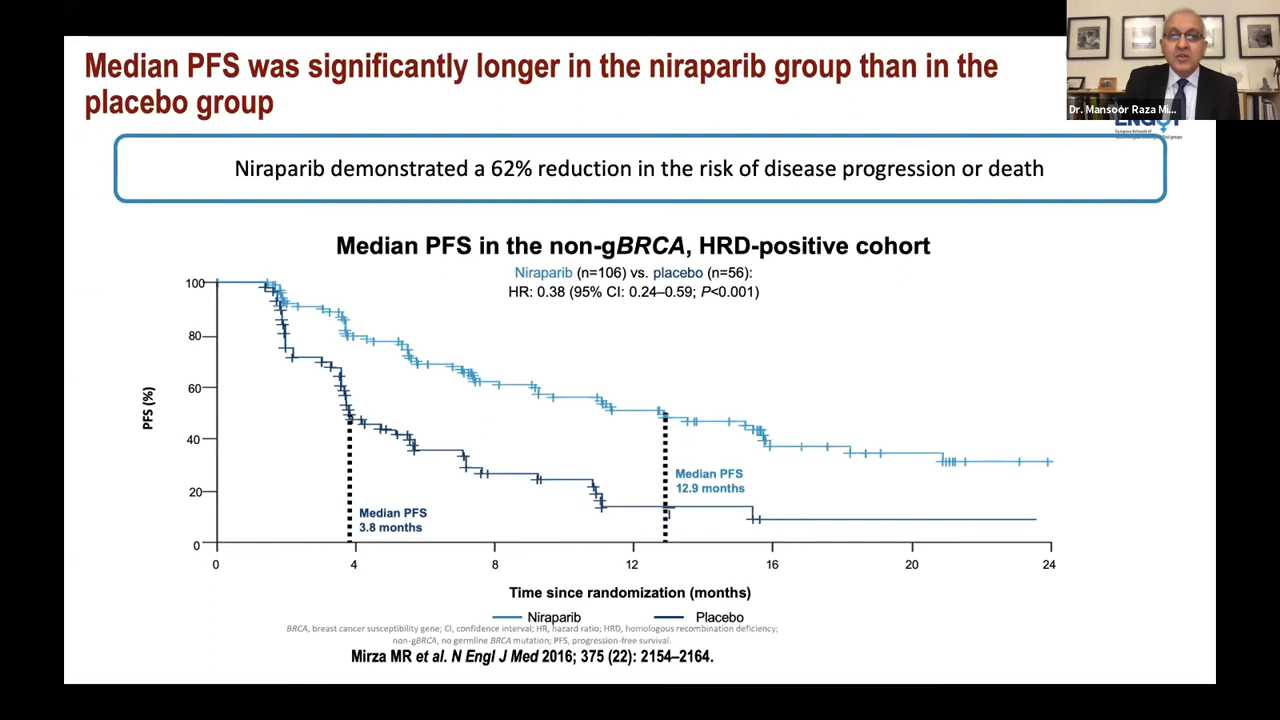 Median PFS was significantly longer in the niraparib group than in the
placebo group
Dr. Mansoor Raza Mi...
Niraparib demonstrated a 62% reduction in the risk of disease progression or death
Median PFS in the non-gBRCA, HRD-positive cohort
Niraparib (n=106) vs. placebo (n=56):
HR: 0.38 (95% CI: 0.24–0.59; P<0.001)
PFS (%)
100
80
60
40
20
0
Median PFS
12.9 months
Median PFS
3.8 months
0 4 8 12 16 20 24
Time since randomization (months)
Niraparib Placebo
BRCA, breast cancer susceptibility gene; CI, confidence interval; HR, hazard ratio; HRD, homologous recombination deficiency;
non-gBRCA, no germline BRCA mutation; PFS, progression-free survival.
Mirza MR et al. N Engl J Med 2016; 375 (22): 2154–2164.